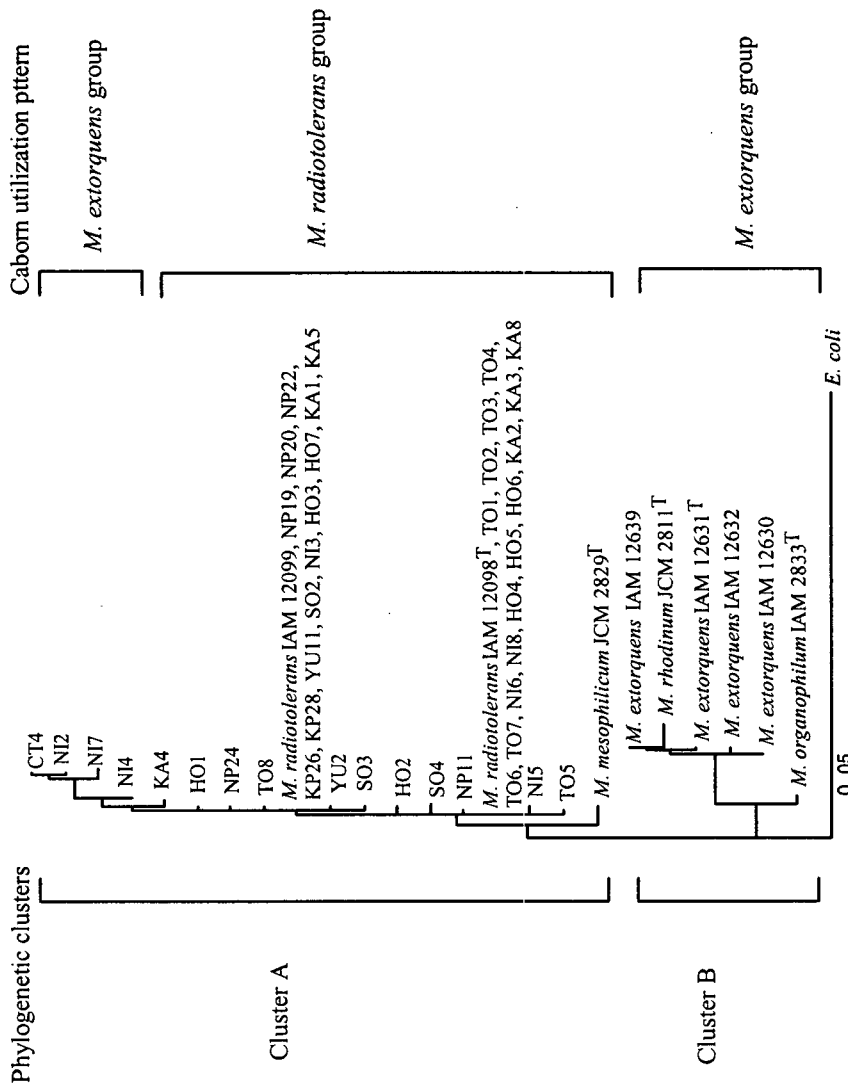 Phylogenetic clusters
Caborn utilization pttern
Cluster A
Cluster B
CT4
NI2
NI7
NI4
KA4
HO1
NP24
TO8
M. radiotolerans IAM 12099, NP19, NP20, NP22,
KP26, KP28, YU11, SO2, NI3, HO3, HO7, KA1, KA5
YU2
SO3
HO2
SO4
NP11
M. radiotolerans IAM 12098T, TO1, TO2, TO3, TO4,
TO6, TO7, NI6, NI8, HO4, HO5, HO6, KA2, KA3, KA8
NI5
TO5
M. mesophilicum JCM 2829T
M. extorquens IAM 12639
M. rhodinum JCM 2811T
M. extorquens IAM 12631T
M. extorquens IAM 12632
M. extorquens IAM 12630
M. organophilum IAM 2833T
E. coli
0. 05
M. extorquens group
M. radiotolerans group
M. extorquens group